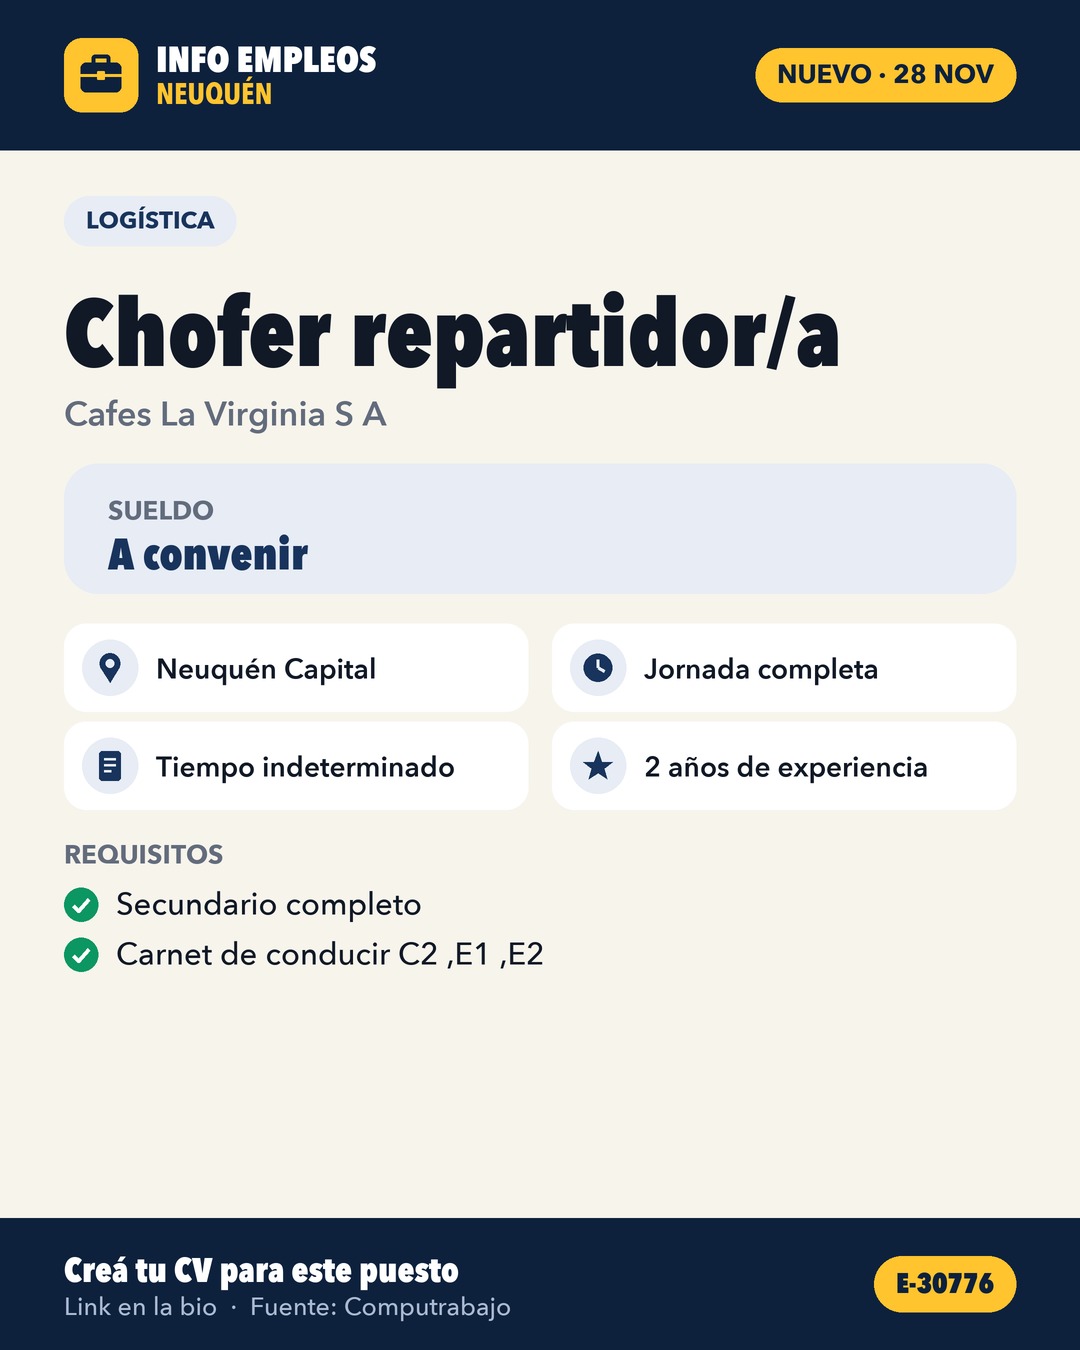 INFO EMPLEOS
NEUQUÉN
NUEVO · 28 NOV
LOGÍSTICA
Chofer repartidor/a
Cafes La Virginia S A
SUELDO
A convenir
Neuquén Capital
Jornada completa
Tiempo indeterminado
2 años de experiencia
REQUISITOS
Secundario completo
Carnet de conducir C2 ,E1 ,E2
Creá tu CV para este puesto
Link en la bio · Fuente: Computrabajo
E-30776